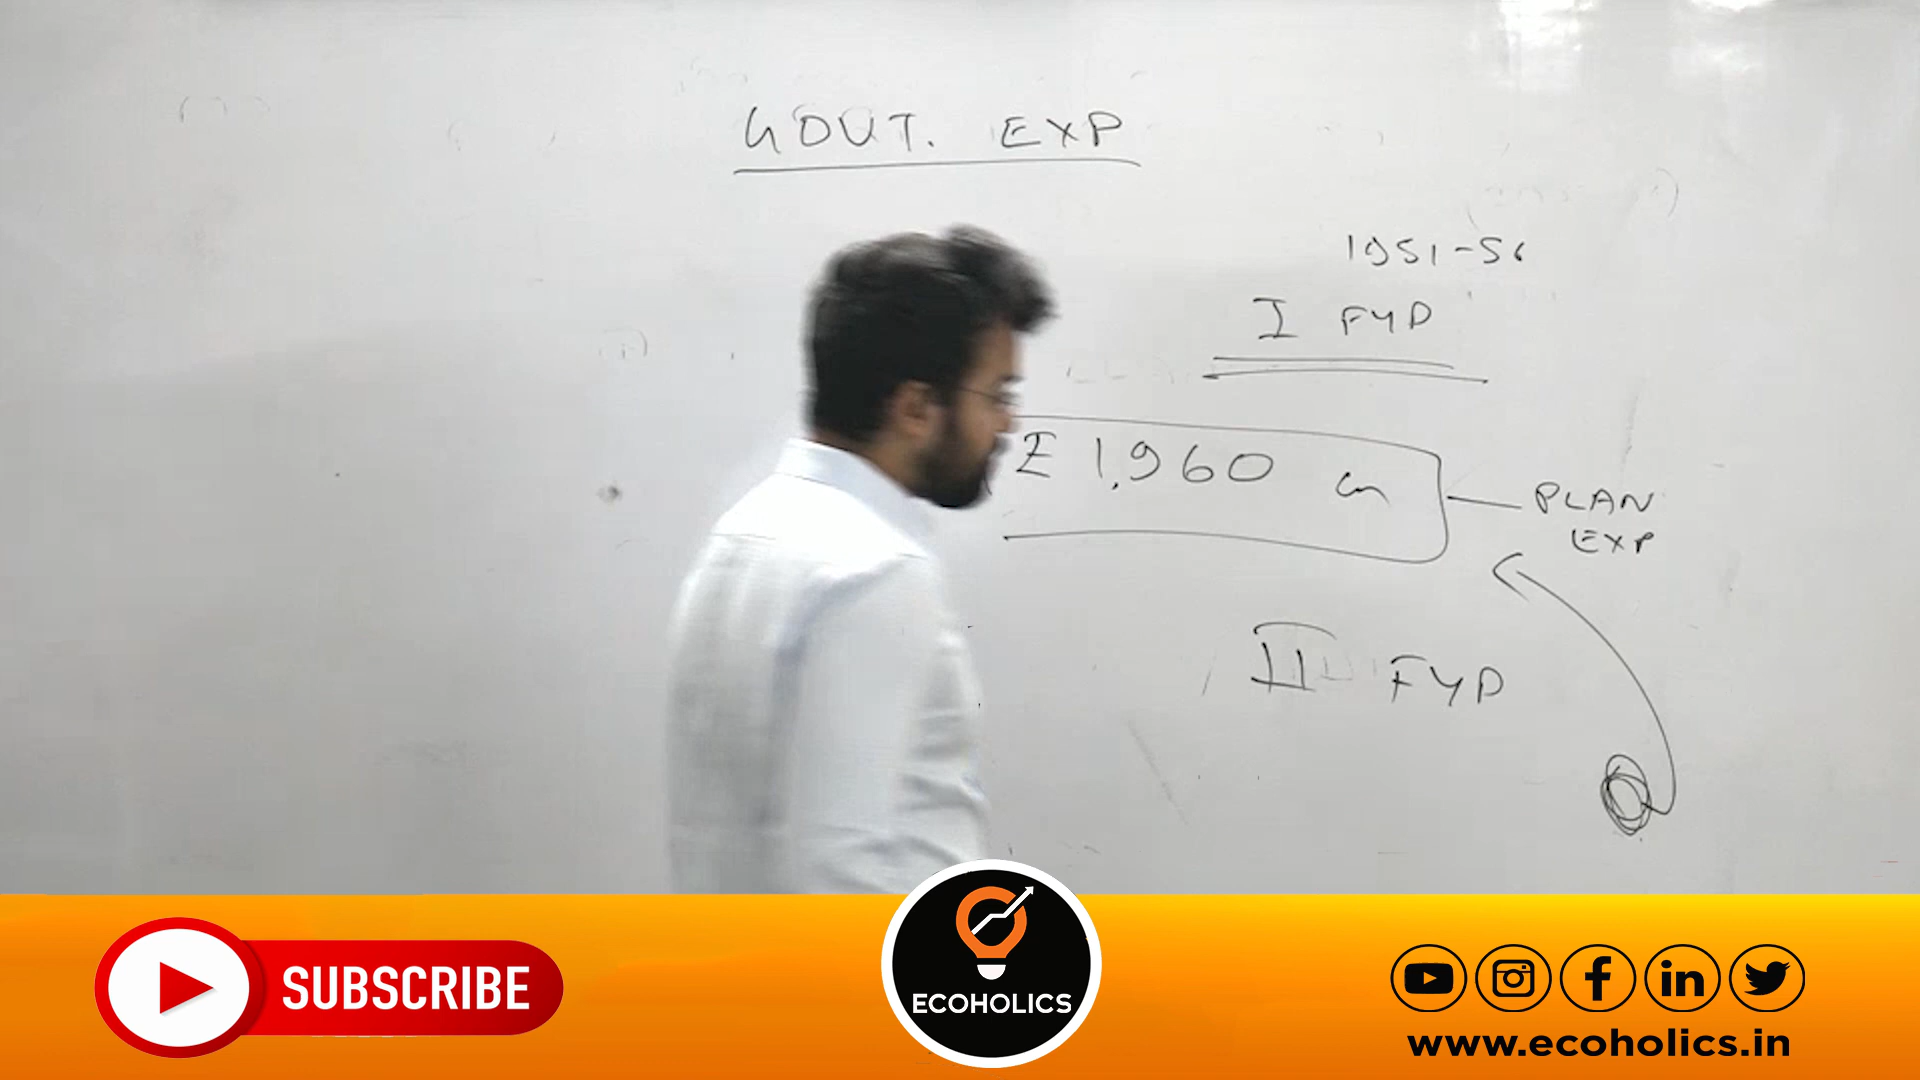 GOVT. EXP
1951-56
I FYP
₹ 1,960 cr
PLAN
EXP
II FYP
SUBSCRIBE
ECOHOLICS
www.ecoholics.in